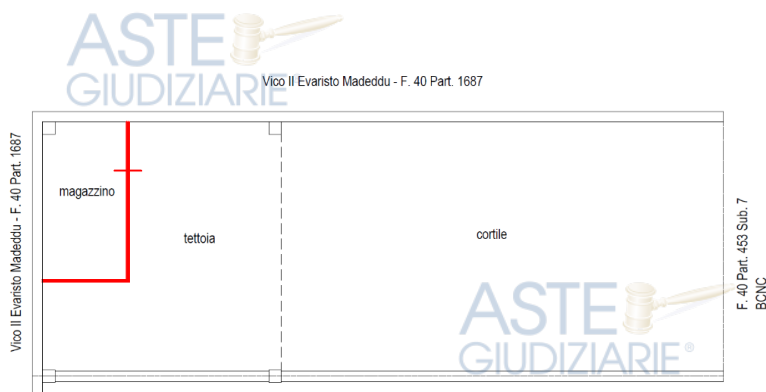 ASTE
GIUDIZIARIE
Vico II Evaristo Madeddu - F. 40 Part. 1687
Vico II Evaristo Madeddu - F. 40 Part. 1687
magazzino
tettoia
cortile
F. 40 Part. 453 Sub. 7
BCNC
ASTE
GIUDIZIARIE®